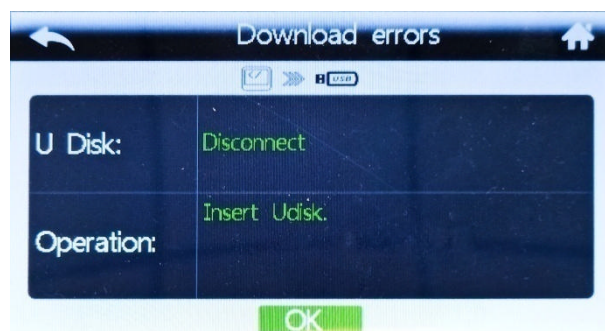 Download errors
USB
U Disk:
Disconnect
Operation:
Insert Udisk.
OK